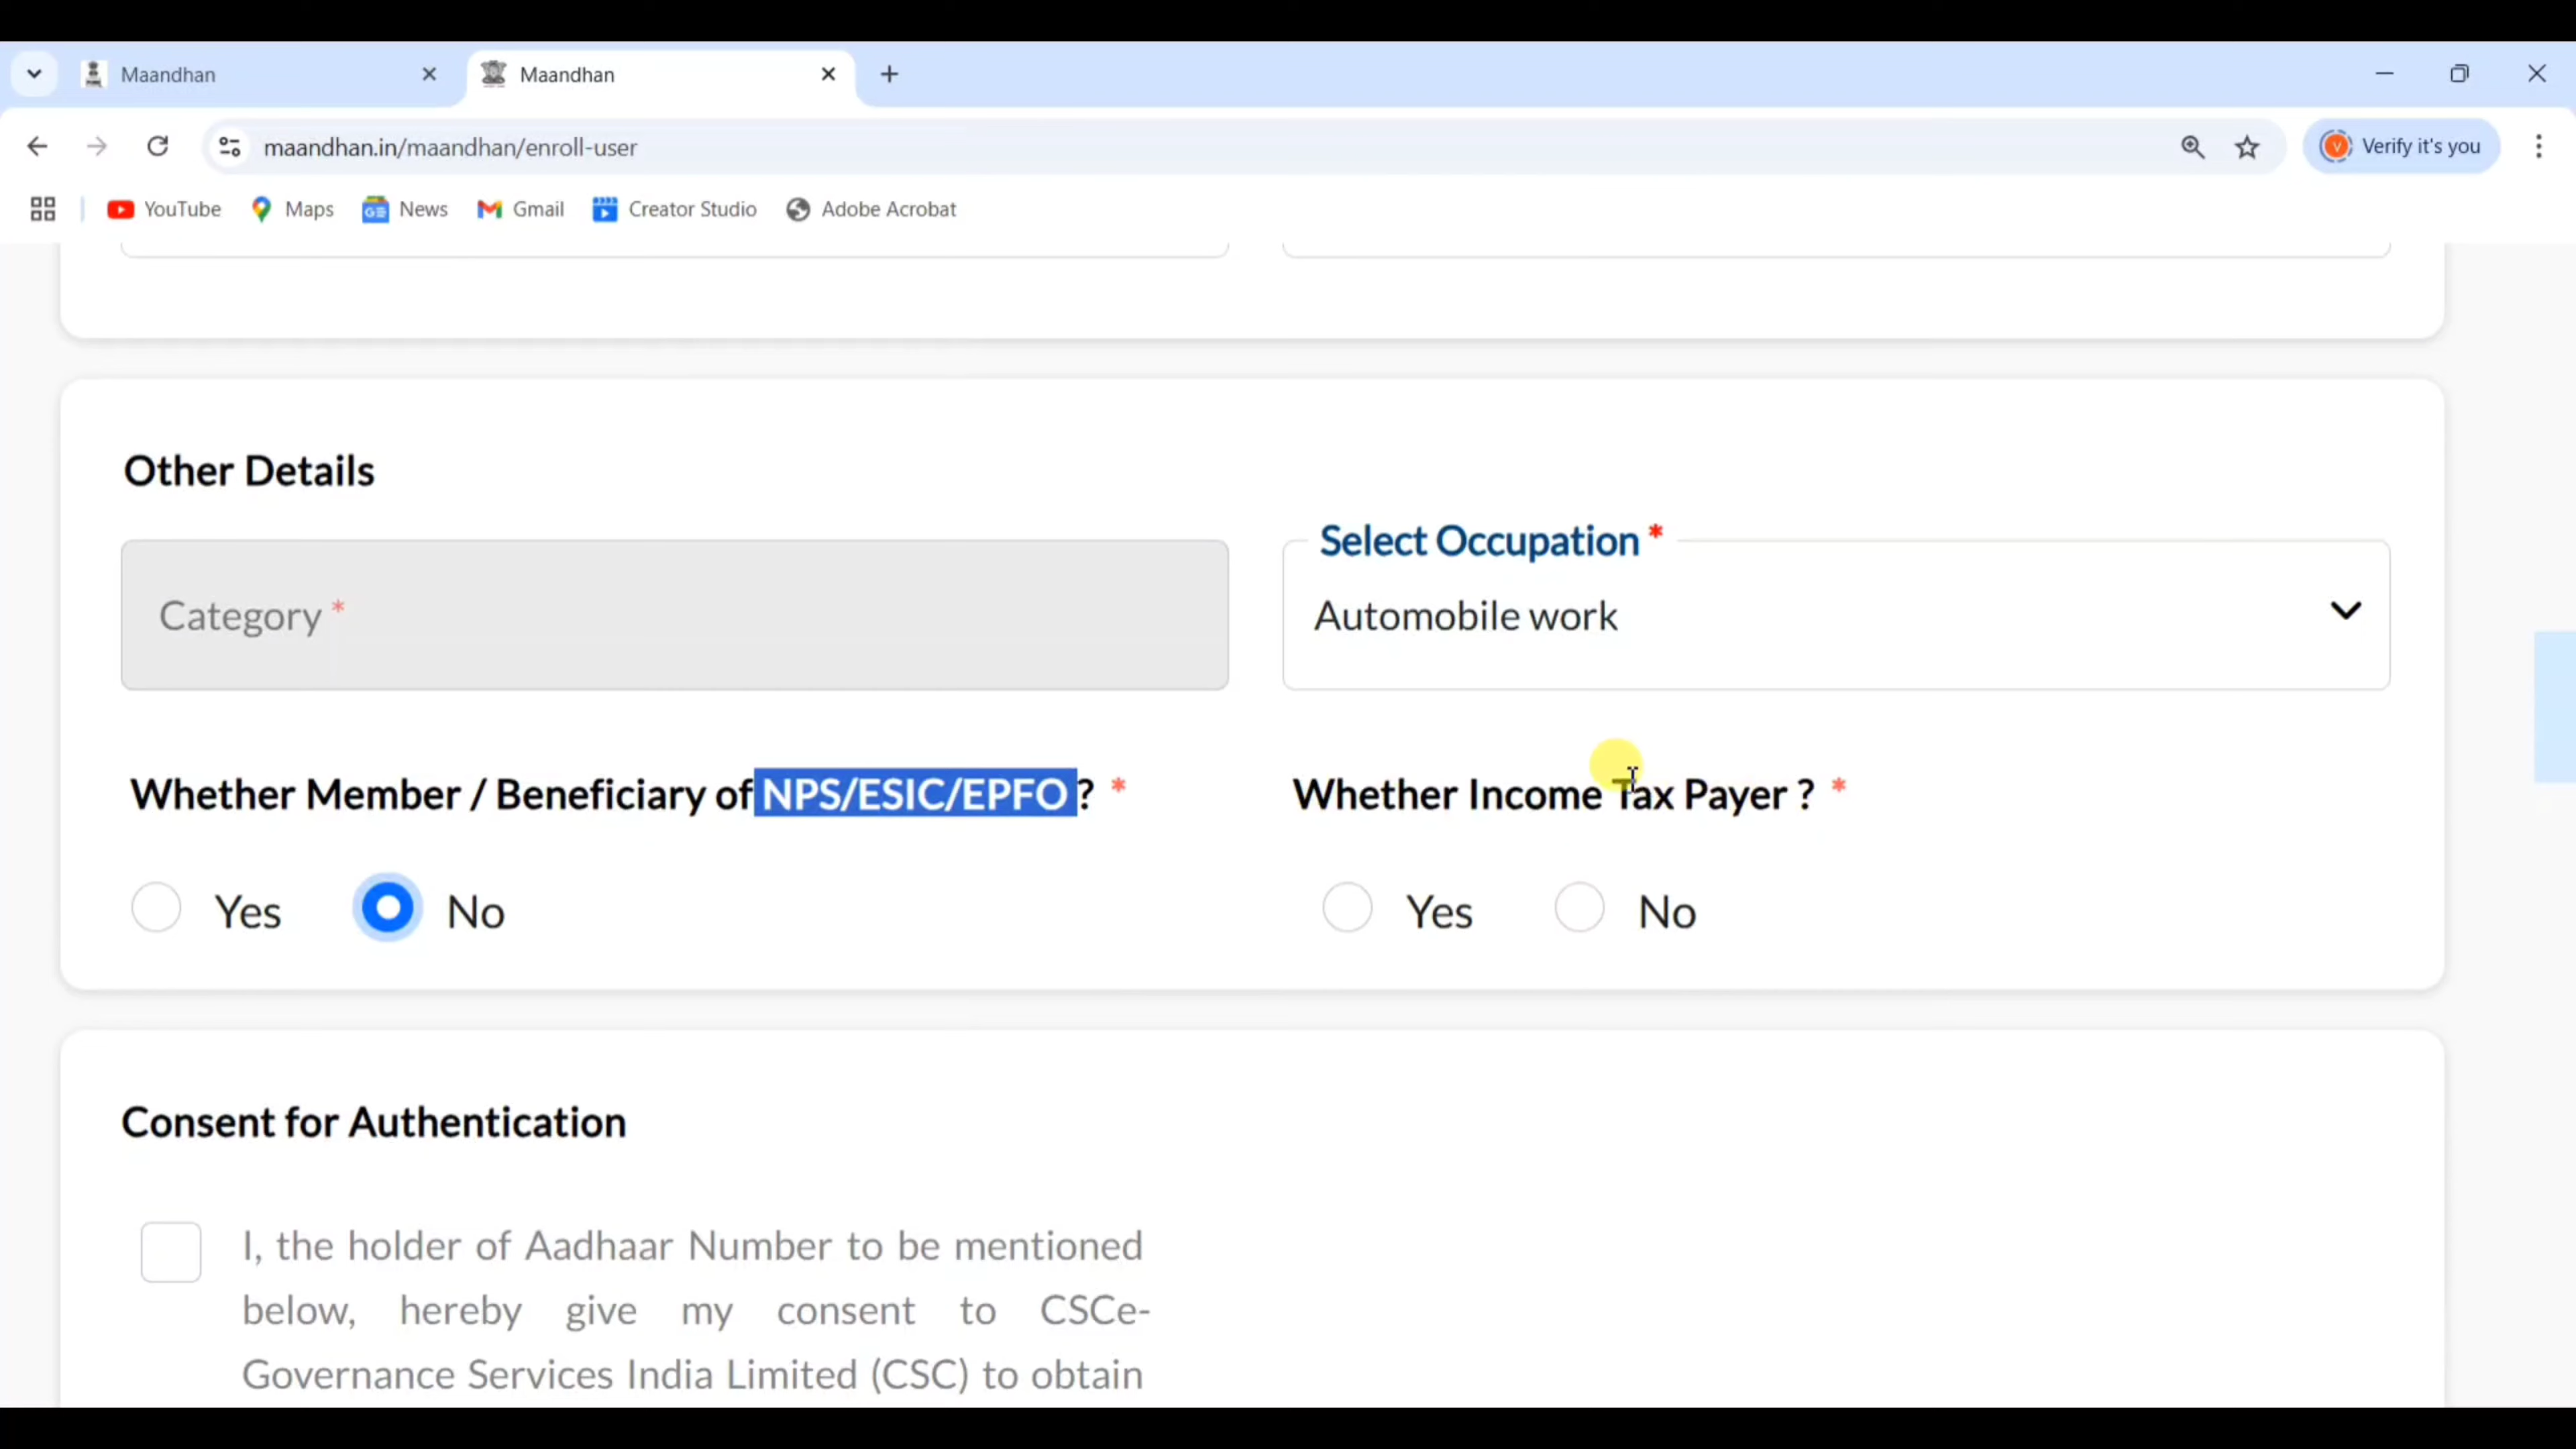 Maandhan
Maandhan
maandhan.in/maandhan/enroll-user
Verify it's you
YouTube
Maps
News
Gmail
Creator Studio
Adobe Acrobat
Other Details
Category *
Select Occupation *
Automobile work
Whether Member / Beneficiary of NPS/ESIC/EPFO ? *
Whether Income Tax Payer ? *
Yes
No
Yes
No
Consent for Authentication
I, the holder of Aadhaar Number to be mentioned
below, hereby give my consent to CSCe-
Governance Services India Limited (CSC) to obtain